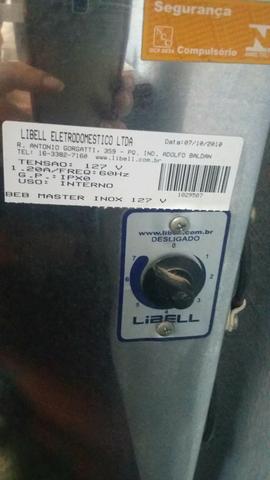 Segurança
OCP 0034
Compulsório
LIBELL ELETRODOMESTICO LTDA
Data:07/10/2010
R. ANTONIO GORGATTI, 359 - PQ. IND. ADOLFO BALDAN
TEL: 16-3382-7160 www.libell.com.br
TENSAO: 127 V
1.20A/FREQ:60Hz
G.P.:IPX0
USO: INTERNO
1029507
BEB MASTER INOX 127 V
www.libell.com.br
DESLIGADO
0
7 1
6 2
5 3
4
LIBELL